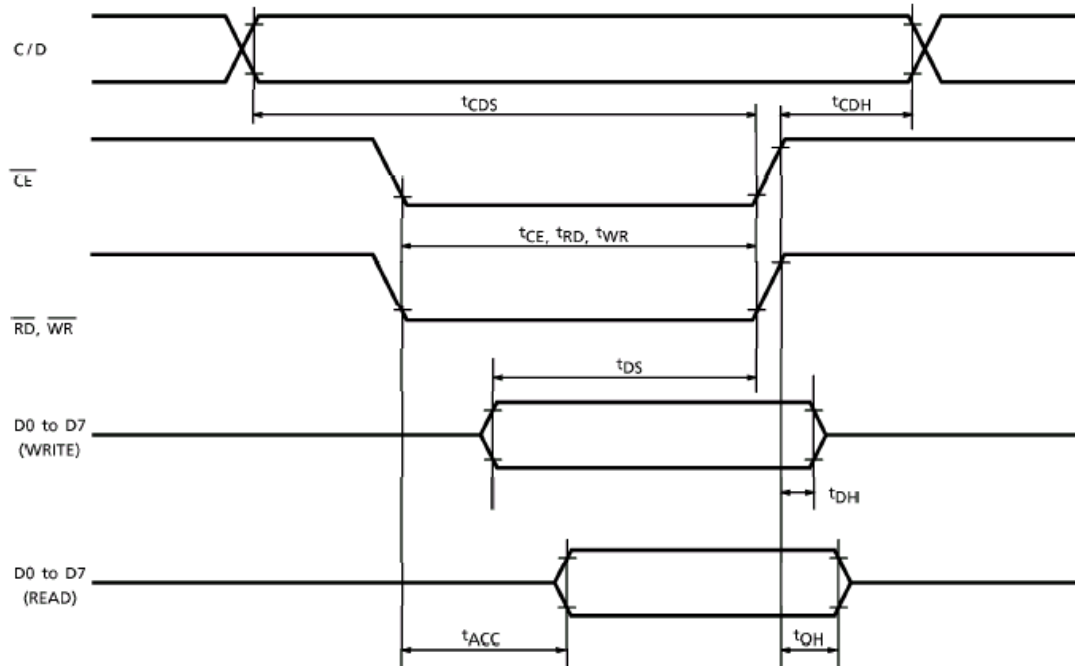 C/D
tCDS
tCDH
CE
tCE, tRD, tWR
RD, WR
tDS
D0 to D7
(WRITE)
tDH
D0 to D7
(READ)
tACC
tOH